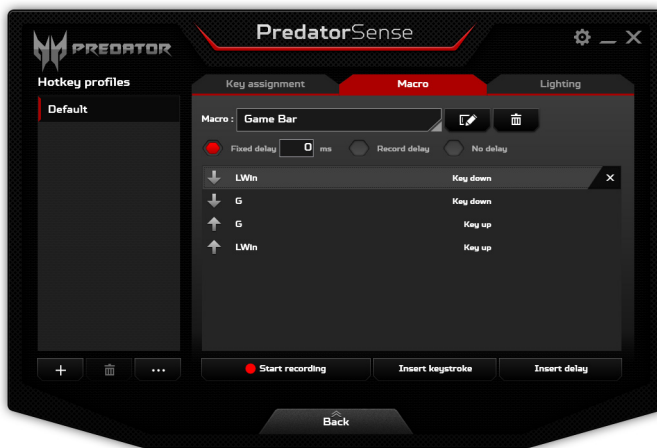 PredatorSense
PREDATOR
Hotkey profiles
Default
Key assignment
Macro
Lighting
Macro :
Game Bar
Fixed delay
0
ms
Record delay
No delay
LWin Key down
G Key down
G Key up
LWin Key up
Start recording
Insert keystroke
Insert delay
Back